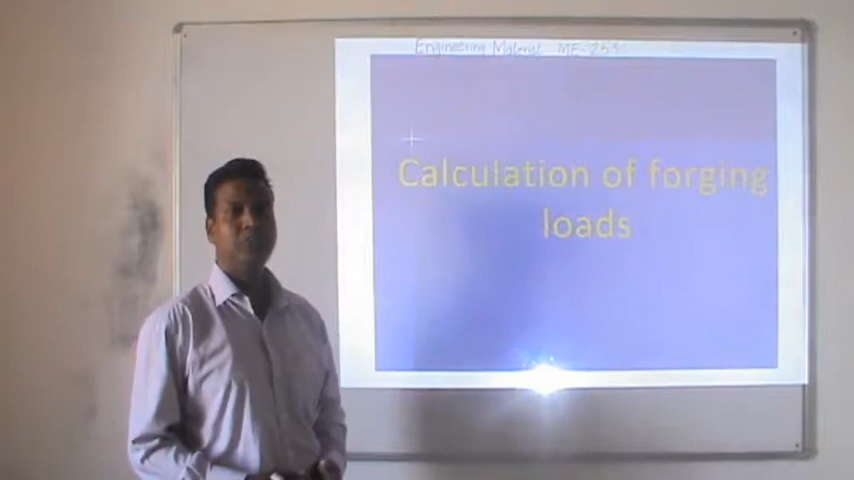 Engineering Material ME-253
Calculation of forging
loads